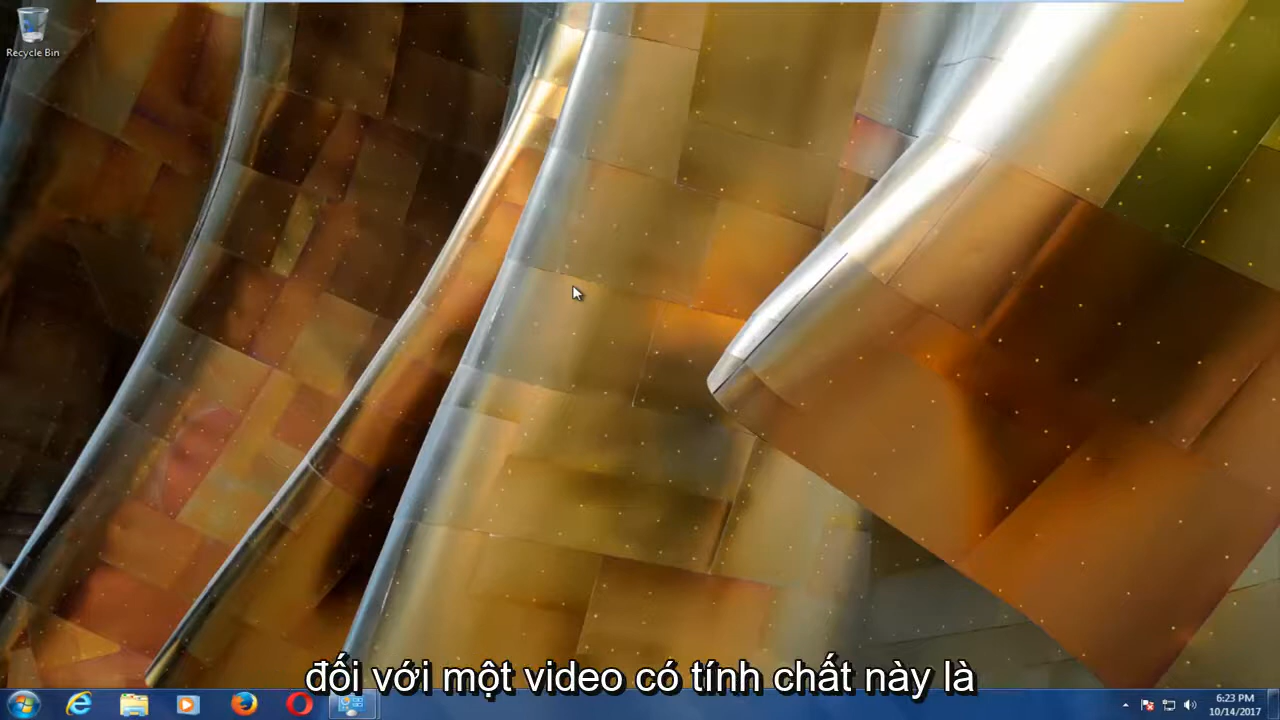 Recycle Bin
đối với một video có tính chất này là
6:23 PM
10/14/2017